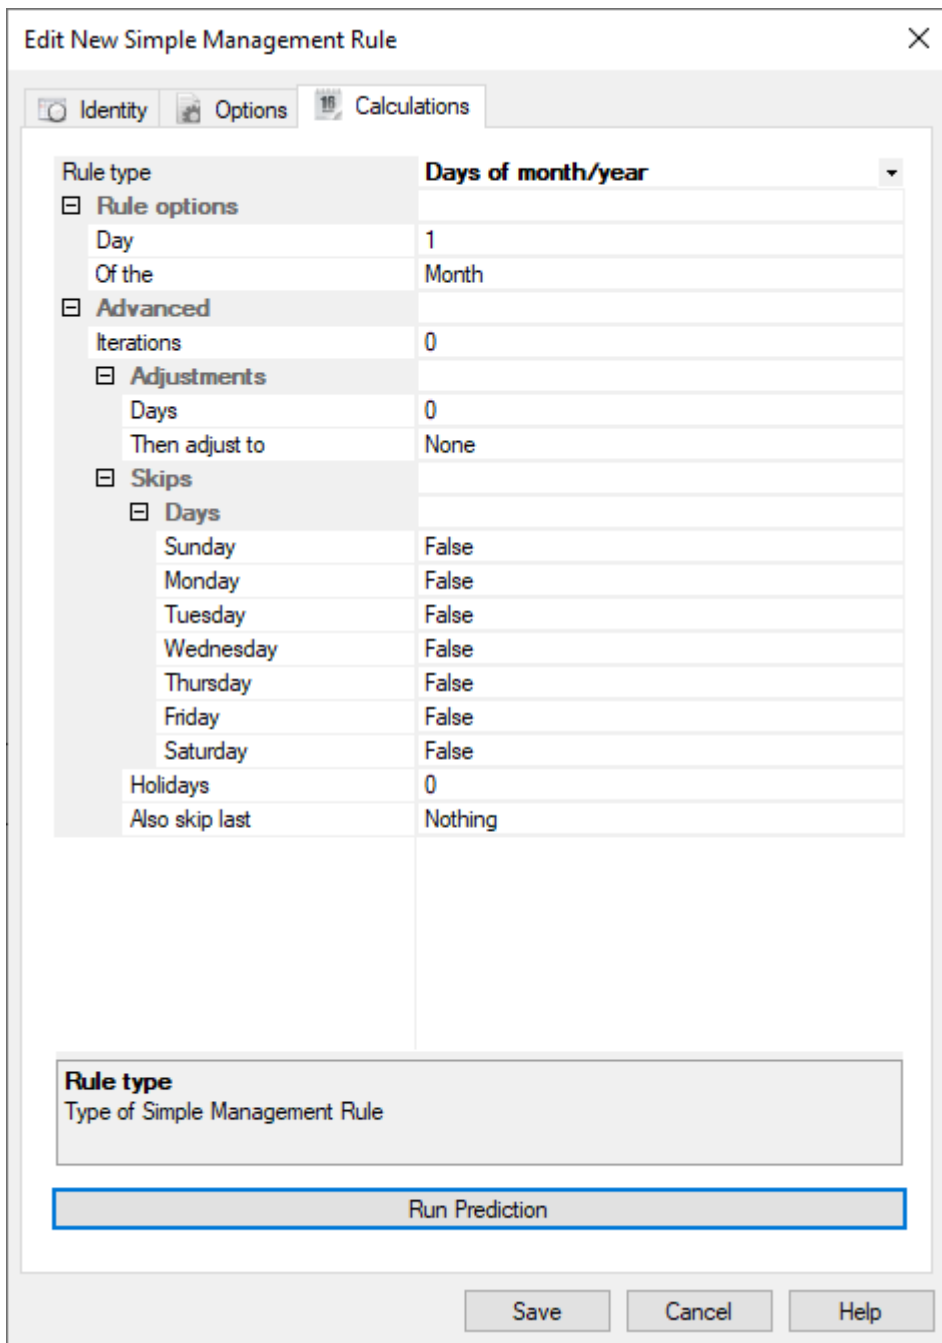 Edit New Simple Management Rule
Identity Options 16 Calculations
Rule type Days of month/year
Rule options
Day 1
Of the Month
Advanced
Iterations 0
Adjustments
Days 0
Then adjust to None
Skips
Days
Sunday False
Monday False
Tuesday False
Wednesday False
Thursday False
Friday False
Saturday False
Holidays 0
Also skip last Nothing
Rule type
Type of Simple Management Rule
Run Prediction
Save Cancel Help